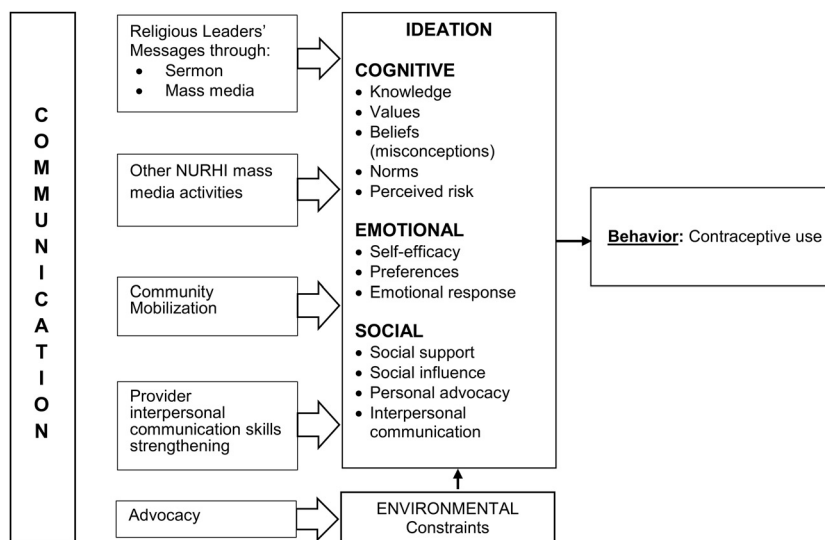 COMMUNICATION
Religious Leaders'
Messages through:
• Sermon
• Mass media
Other NURHI mass
media activities
Community
Mobilization
Provider
interpersonal
communication skills
strengthening
Advocacy
IDEATION
COGNITIVE
• Knowledge
• Values
• Beliefs
(misconceptions)
• Norms
• Perceived risk
EMOTIONAL
• Self-efficacy
• Preferences
• Emotional response
SOCIAL
• Social support
• Social influence
• Personal advocacy
• Interpersonal
communication
ENVIRONMENTAL
Constraints
Behavior: Contraceptive use